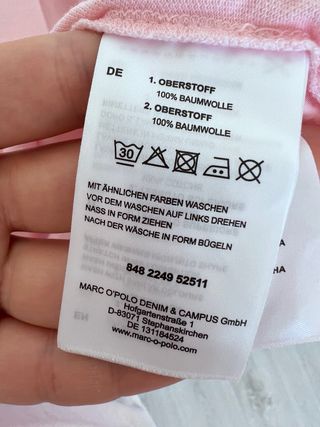 DE
1. OBERSTOFF
100% BAUMWOLLE
2. OBERSTOFF
100% BAUMWOLLE
30
MIT ÄHNLICHEN FARBEN WASCHEN
VOR DEM WASCHEN AUF LINKS DREHEN
NASS IN FORM ZIEHEN
NACH DER WÄSCHE IN FORM BÜGELN
848 2249 52511
MARC O'POLO DENIM & CAMPUS GmbH
Hofgartenstraße 1
D-83071 Stephanskirchen
DE 131184524
www.marc-o-polo.com